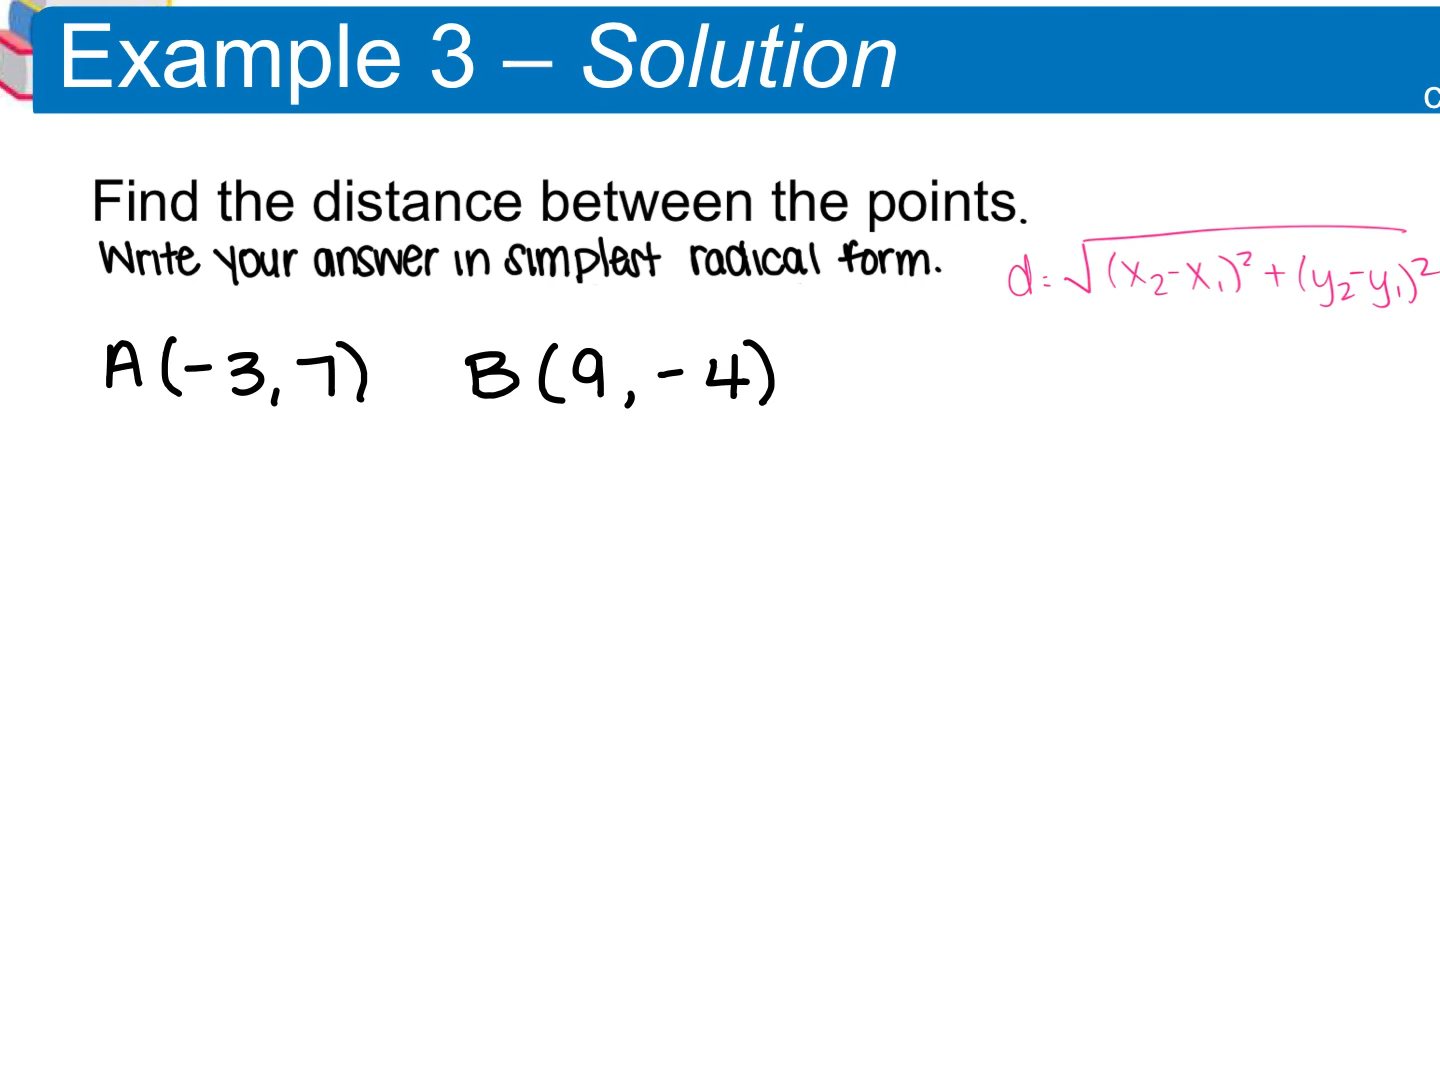 Example 3 – Solution
c
Find the distance between the points.
Write your answer in simplest radical form.
d = √(x₂-x₁)² + (y₂-y₁)²
A(-3,7) B(9,-4)